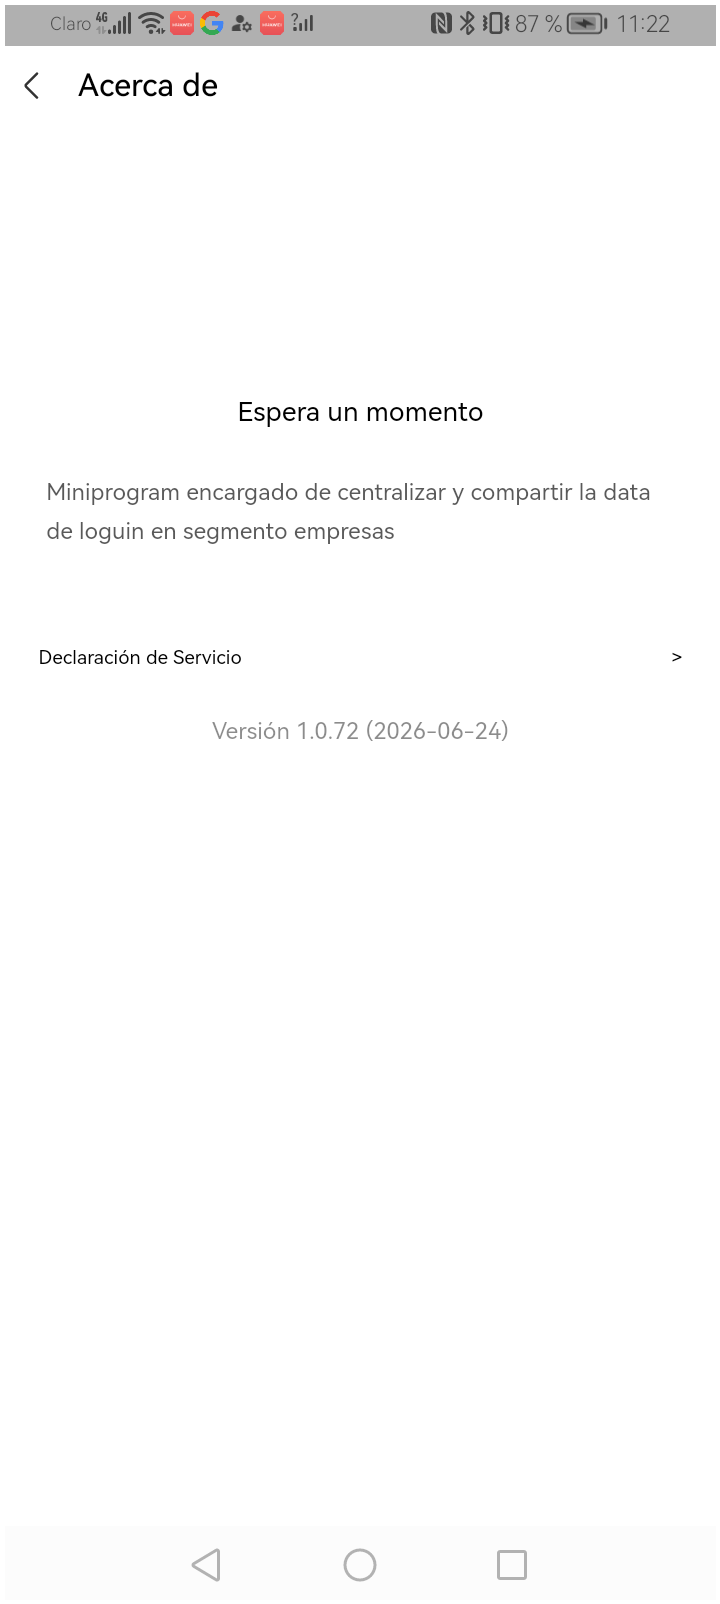 Claro 4G ? 87 % 11:22
Acerca de
Espera un momento
Miniprogram encargado de centralizar y compartir la data
de loguin en segmento empresas
Declaración de Servicio >
Versión 1.0.72 (2026-06-24)